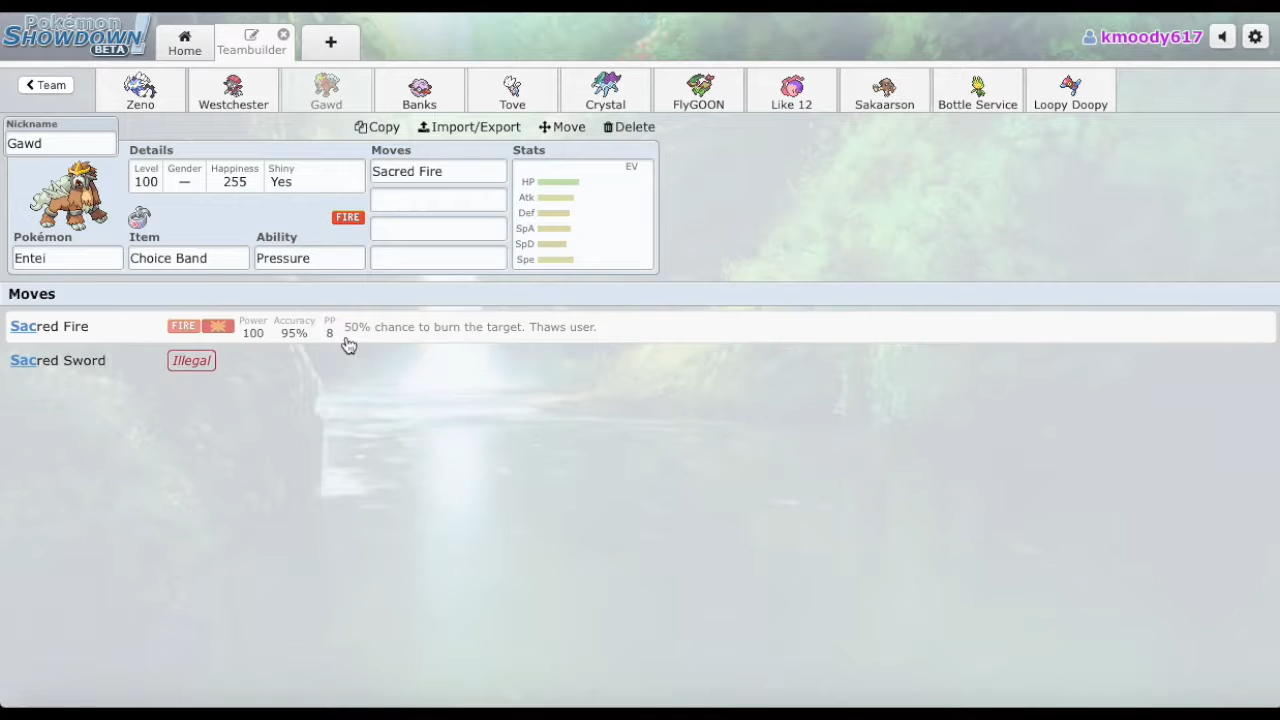 Pokémon
SHOWDOWN!
BETA
Home
Teambuilder
+
kmoody617
< Team
Zeno
Westchester
Gawd
Banks
Tove
Crystal
FlyGOON
Like 12
Sakaarson
Bottle Service
Loopy Doopy
Nickname
Gawd
Copy
Import/Export
Move
Delete
Details
Level
100
Gender
—
Happiness
255
Shiny
Yes
FIRE
Pokémon
Entei
Item
Choice Band
Ability
Pressure
Moves
Sacred Fire
Stats
EV
HP
Atk
Def
SpA
SpD
Spe
Moves
Sacred Fire FIRE Power 100 Accuracy 95% PP 8 50% chance to burn the target. Thaws user.
Sacred Sword Illegal